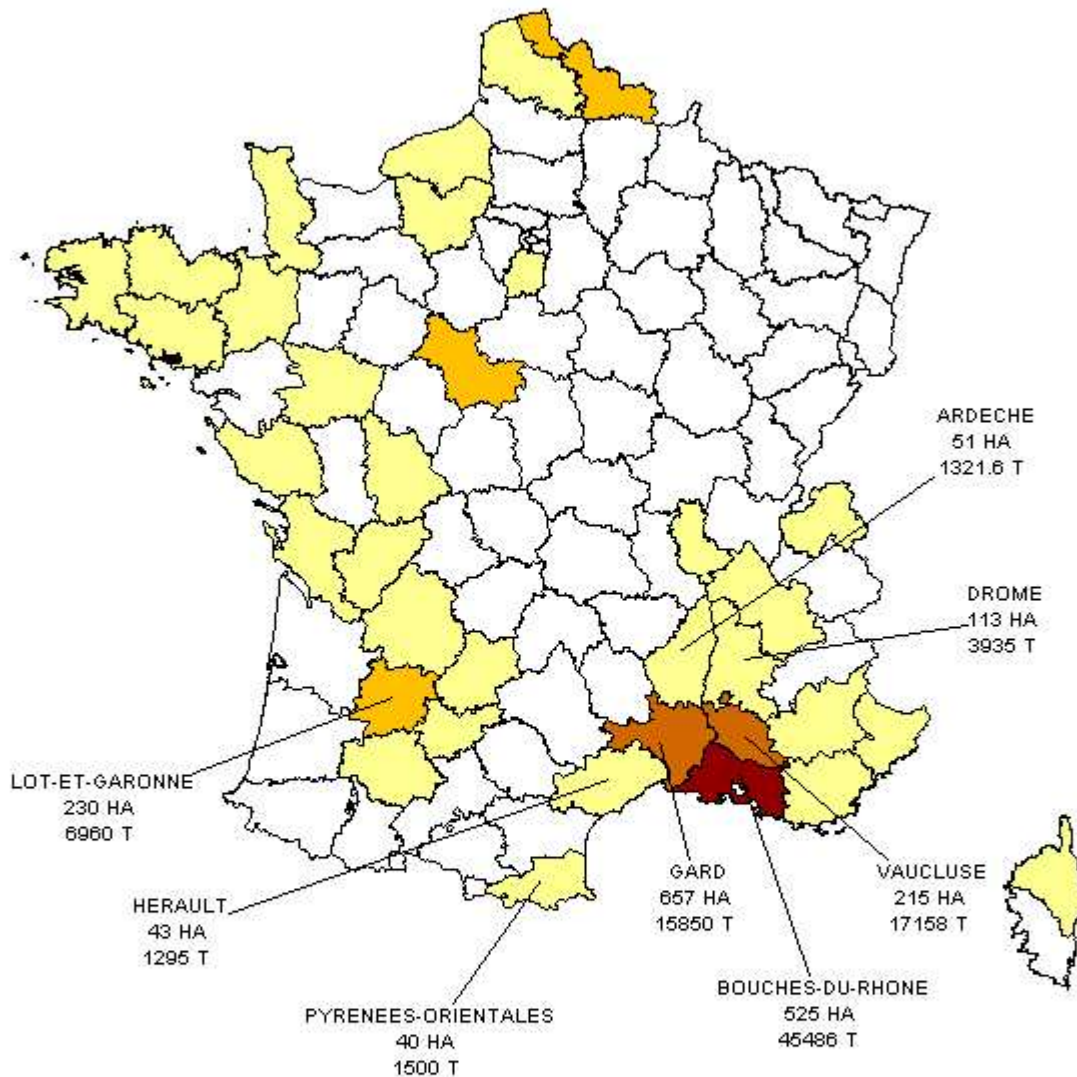 ARDECHE
51 HA
1321.6 T
DROME
113 HA
3935 T
LOT-ET-GARONNE
230 HA
6960 T
GARD
657 HA
15850 T
VAUCLUSE
215 HA
17158 T
HERAULT
43 HA
1295 T
BOUCHES-DU-RHONE
525 HA
45486 T
PYRENEES-ORIENTALES
40 HA
1500 T